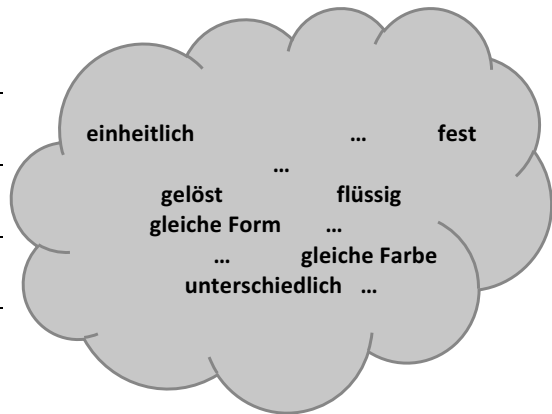 einheitlich … fest
…
gelöst flüssig
gleiche Form …
… gleiche Farbe
unterschiedlich …